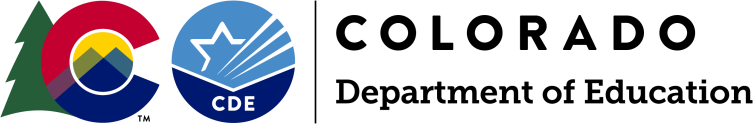 TM
CDE
COLORADO
Department of Education